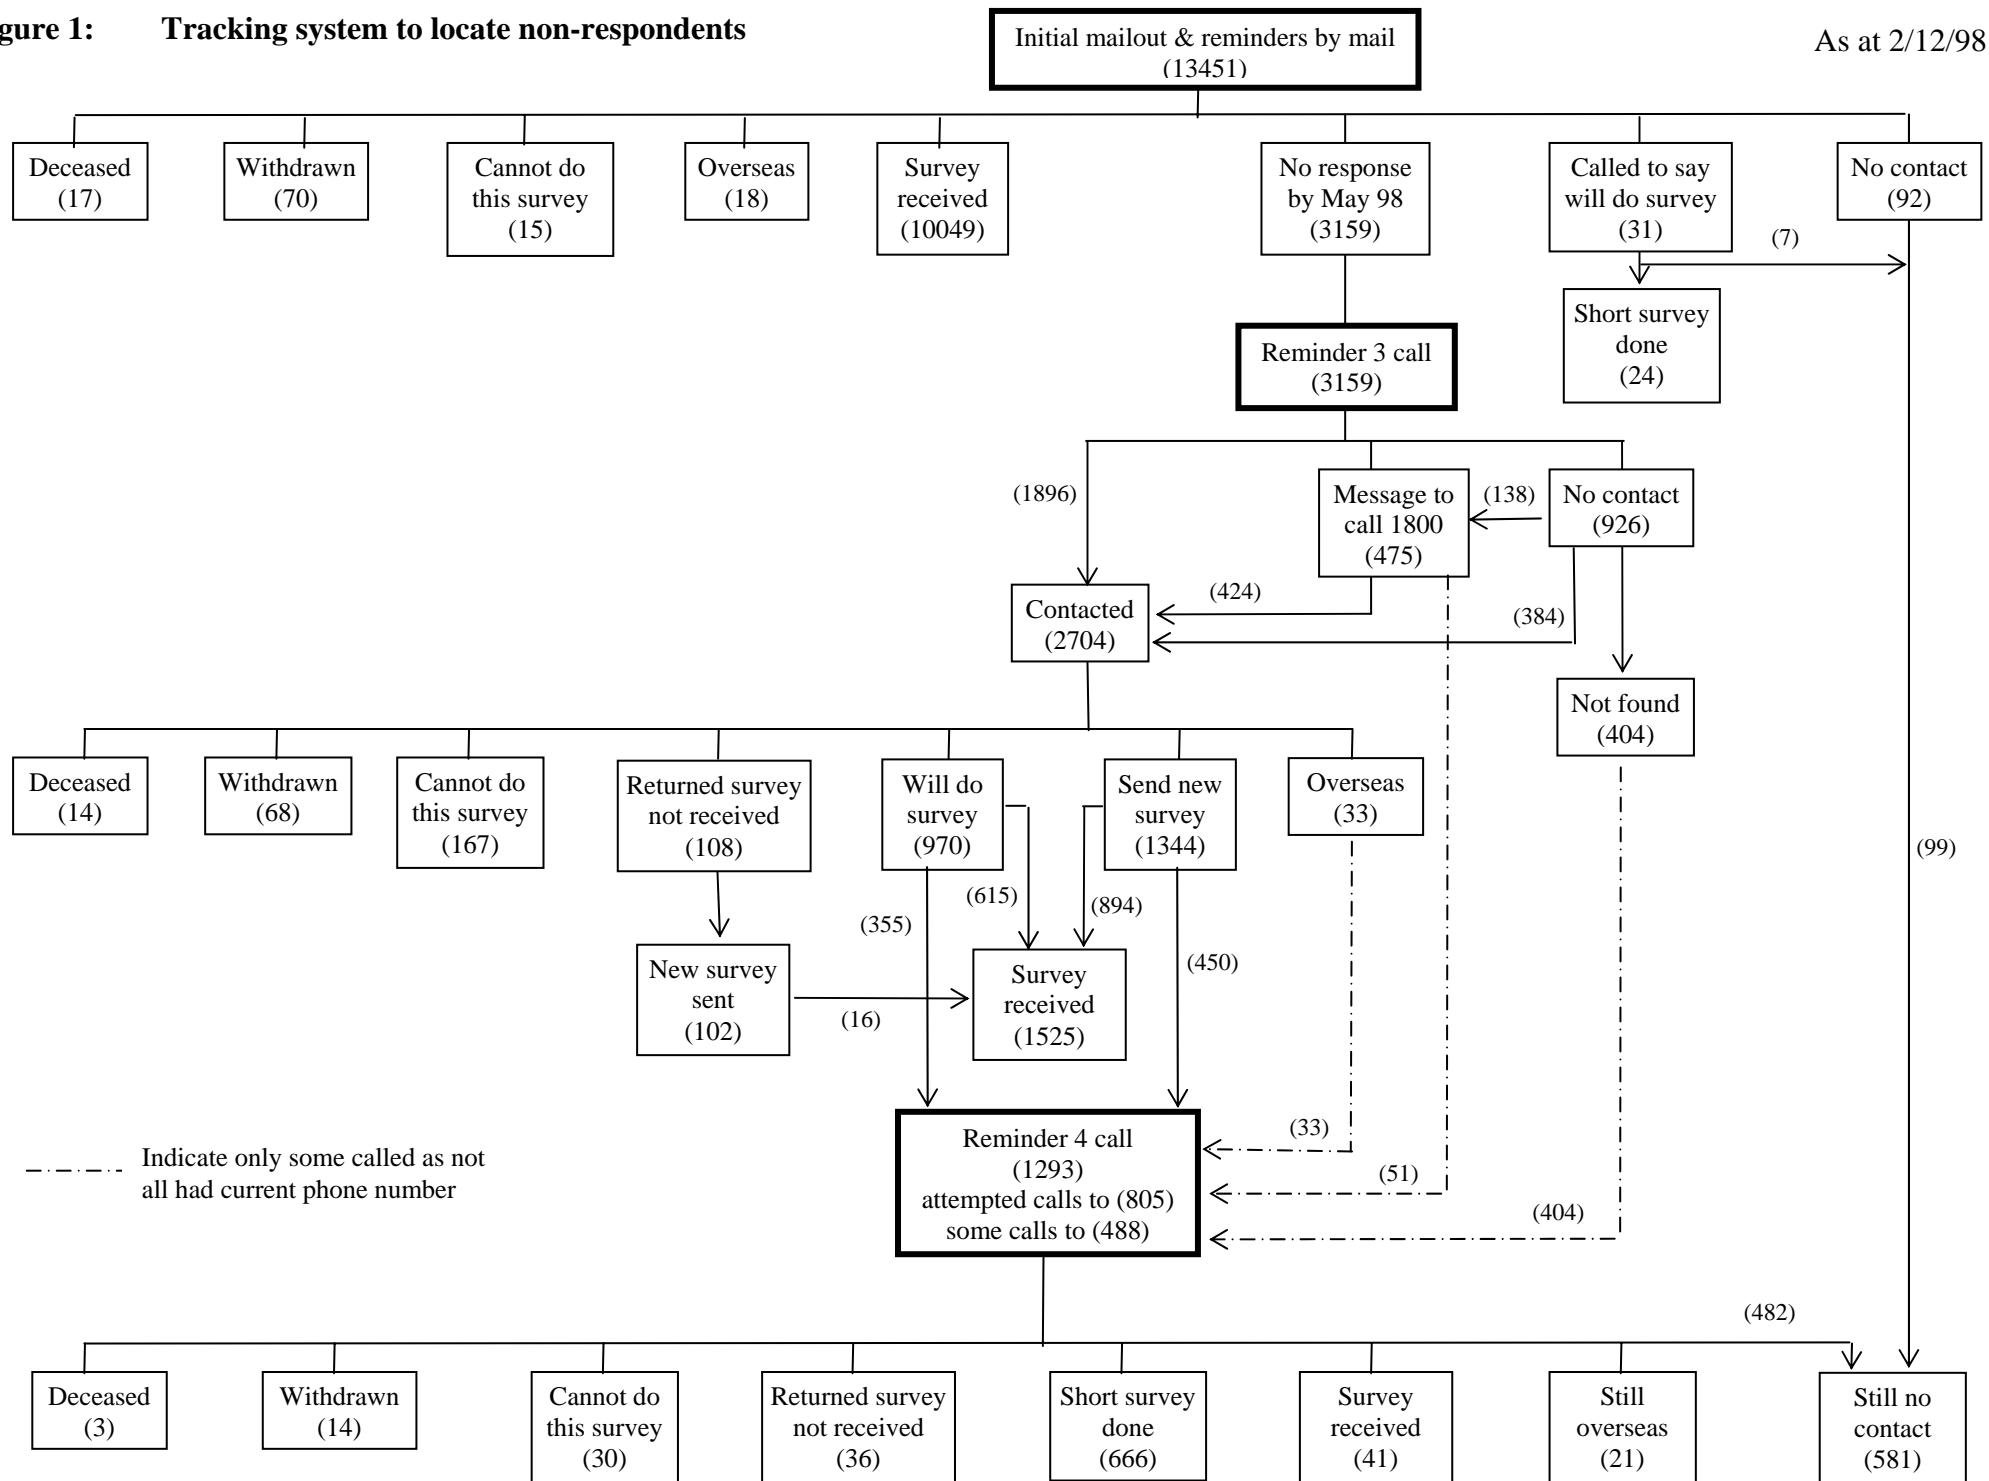 gure 1: Tracking system to locate non-respondents
Initial mailout & reminders by mail
(13451)
As at 2/12/98
Deceased
(17)
Withdrawn
(70)
Cannot do
this survey
(15)
Overseas
(18)
Survey
received
(10049)
No response
by May 98
(3159)
Called to say
will do survey
(31)
No contact
(92)
(7)
Short survey
done
(24)
Reminder 3 call
(3159)
(1896)
Message to
call 1800
(475)
(138)
No contact
(926)
(424)
(384)
Contacted
(2704)
Not found
(404)
Deceased
(14)
Withdrawn
(68)
Cannot do
this survey
(167)
Returned survey
not received
(108)
Will do
survey
(970)
Send new
survey
(1344)
Overseas
(33)
(99)
(355)
(615)
(894)
(450)
New survey
sent
(102)
(16)
Survey
received
(1525)
Indicate only some called as not
all had current phone number
Reminder 4 call
(1293)
attempted calls to (805)
some calls to (488)
(33)
(51)
(404)
(482)
Deceased
(3)
Withdrawn
(14)
Cannot do
this survey
(30)
Returned survey
not received
(36)
Short survey
done
(666)
Survey
received
(41)
Still
overseas
(21)
Still no
contact
(581)